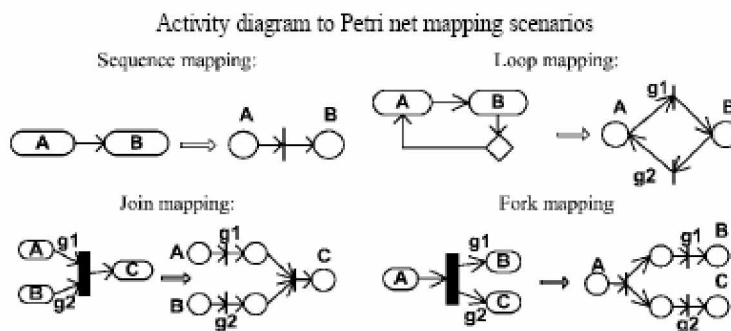 Activity diagram to Petri net mapping scenarios
Sequence mapping:
A B
A B
Loop mapping:
A B
A g1 B
g2
Join mapping:
A g1
B g2
C
A g1
B g2
C
Fork mapping
A
g1 B
g2 C
A
g1 B
g2 C